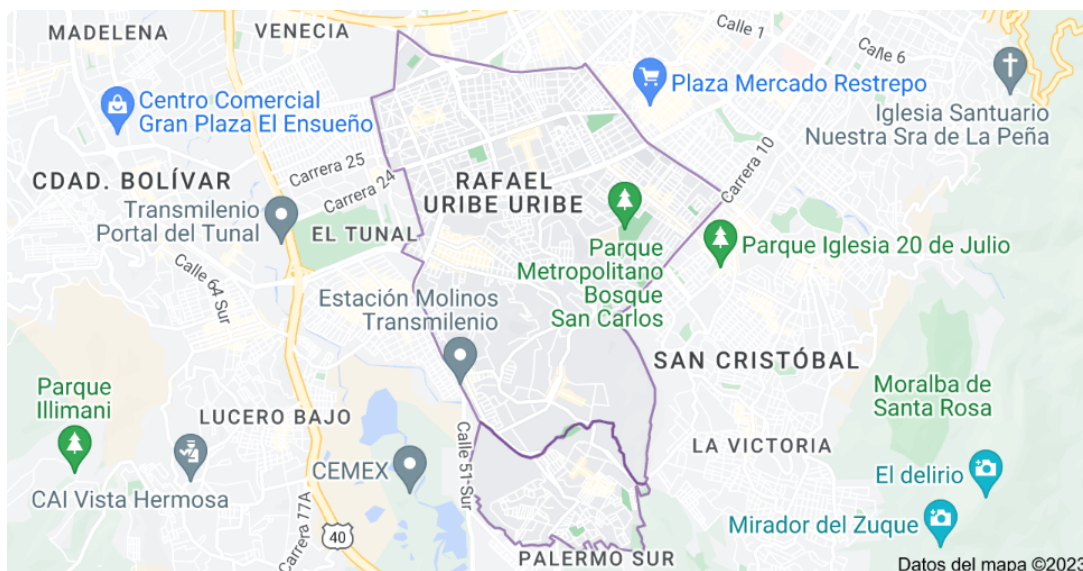 MADELENA
VENECIA
Calle 1
Calle 6
Plaza Mercado Restrepo
Centro Comercial
Gran Plaza El Ensueño
Iglesia Santuario
Nuestra Sra de La Peña
Carrera 25
Carrera 24
Carrera 10
CDAD. BOLÍVAR
RAFAEL
URIBE URIBE
Transmilenio
Portal del Tunal
EL TUNAL
Parque
Metropolitano
Bosque
San Carlos
Parque Iglesia 20 de Julio
Calle 64 Sur
Estación Molinos
Transmilenio
SAN CRISTÓBAL
Parque
Illimani
Moralba de
Santa Rosa
LUCERO BAJO
LA VICTORIA
Calle 51-Sur
CEMEX
El delirio
CAI Vista Hermosa
Carrera 77A
40
Mirador del Zuque
PALERMO SUR
Datos del mapa ©2023